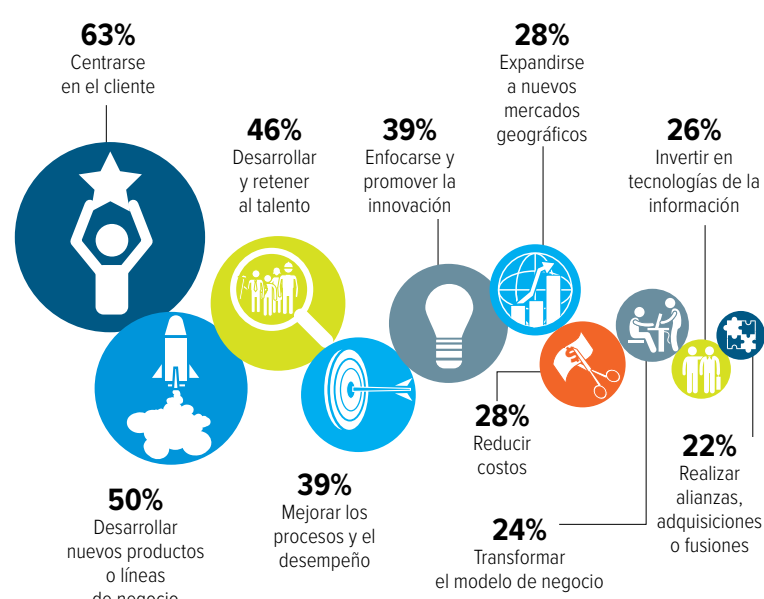 63%
Centrarse
en el cliente
46%
Desarrollar
y retener
al talento
39%
Enfocarse y
promover la
innovación
28%
Expandirse
a nuevos
mercados
geográficos
26%
Invertir en
tecnologías de la
información
50%
Desarrollar
nuevos productos
o líneas
de negocio
39%
Mejorar los
procesos y el
desempeño
28%
Reducir
costos
24%
Transformar
el modelo de negocio
22%
Realizar
alianzas,
adquisiciones
o fusiones